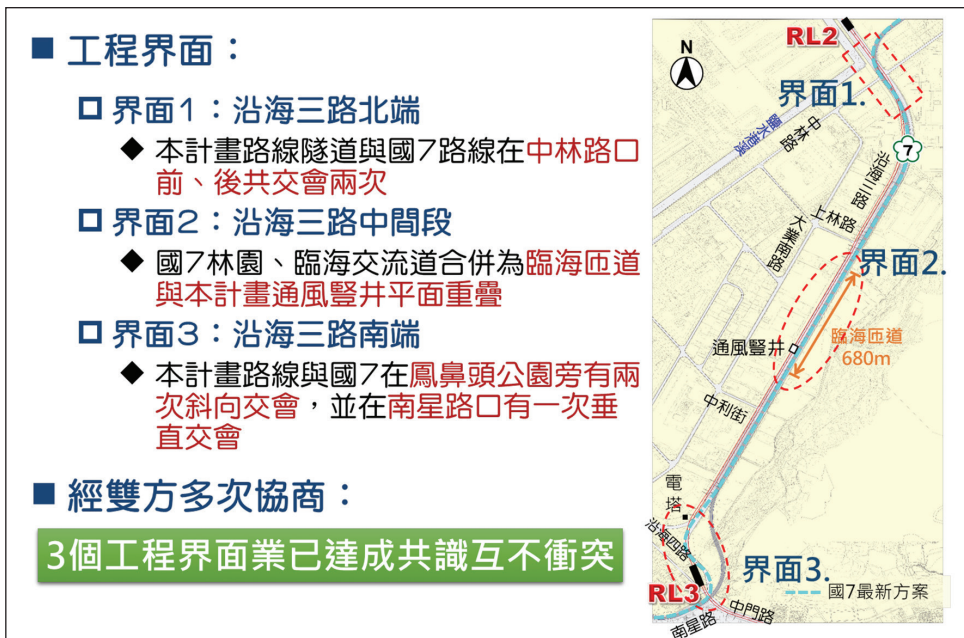 ■ 工程界面：
□ 界面1：沿海三路北端
◆ 本計畫路線隧道與國7路線在中林路口
前、後共交會兩次
□ 界面2：沿海三路中間段
◆ 國7林園、臨海交流道合併為臨海匝道
與本計畫通風豎井平面重疊
□ 界面3：沿海三路南端
◆ 本計畫路線與國7在鳳鼻頭公園旁有兩
次斜向交會，並在南星路口有一次垂
直交會
■ 經雙方多次協商：
3個工程界面業已達成共識互不衝突
RL2
N
界面1.
鹽水港溪
中林路
7
沿海三路
上林路
大業南路
界面2.
通風豎井
臨海匝道
680m
中利街
電塔
沿海四路
界面3.
RL3
國7最新方案
中門路
南星路